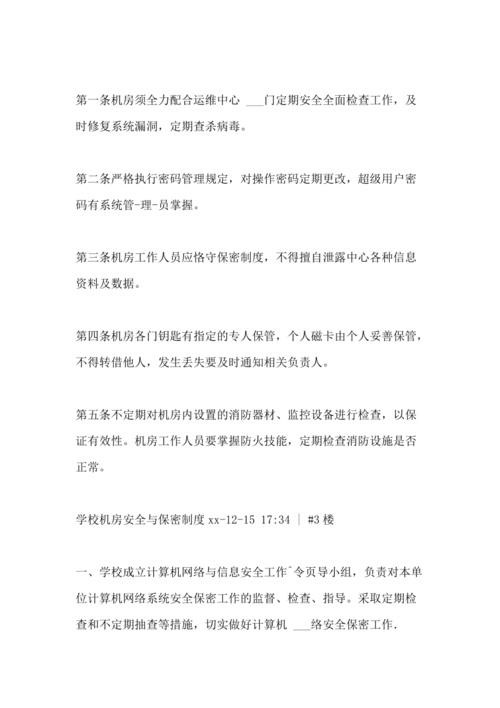 第一条机房须全力配合运维中心 ___门定期安全全面检查工作，及
时修复系统漏洞，定期查杀病毒。
第二条严格执行密码管理规定，对操作密码定期更改，超级用户密
码有系统管-理-员掌握。
第三条机房工作人员应恪守保密制度，不得擅自泄露中心各种信息
资料及数据。
第四条机房各门钥匙有指定的专人保管，个人磁卡由个人妥善保管，
不得转借他人，发生丢失要及时通知相关负责人。
第五条不定期对机房内设置的消防器材、监控设备进行检查，以保
证有效性。机房工作人员要掌握防火技能，定期检查消防设施是否
正常。
学校机房安全与保密制度xx-12-15 17:34 | #3楼
一、学校成立计算机网络与信息安全工作~令页导小组，负责对本单
位计算机网络系统安全保密工作的监督、检查、指导。采取定期检
查和不定期抽查等措施，切实做好计算机 ___络安全保密工作.